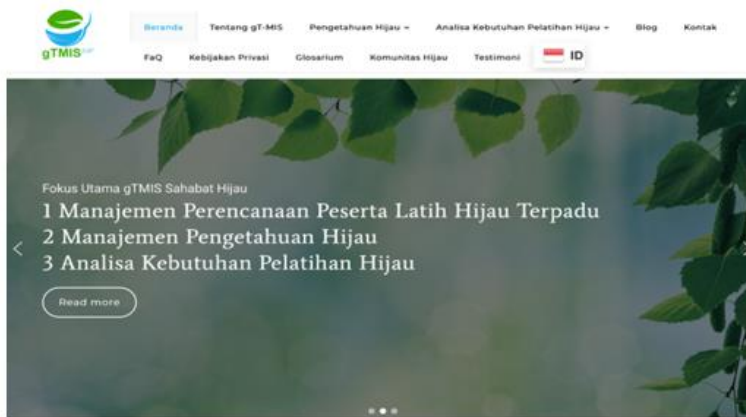 Beranda Tentang gT-MIS Pengetahuan Hijau Analisa Kebutuhan Pelatihan Hijau Blog Kontak
gTMIS
FaQ Kebijakan Privasi Glosarium Komunitas Hijau Testimoni ID
Fokus Utama gTMIS Sahabat Hijau
1 Manajemen Perencanaan Peserta Latih Hijau Terpadu
2 Manajemen Pengetahuan Hijau
3 Analisa Kebutuhan Pelatihan Hijau
Read more